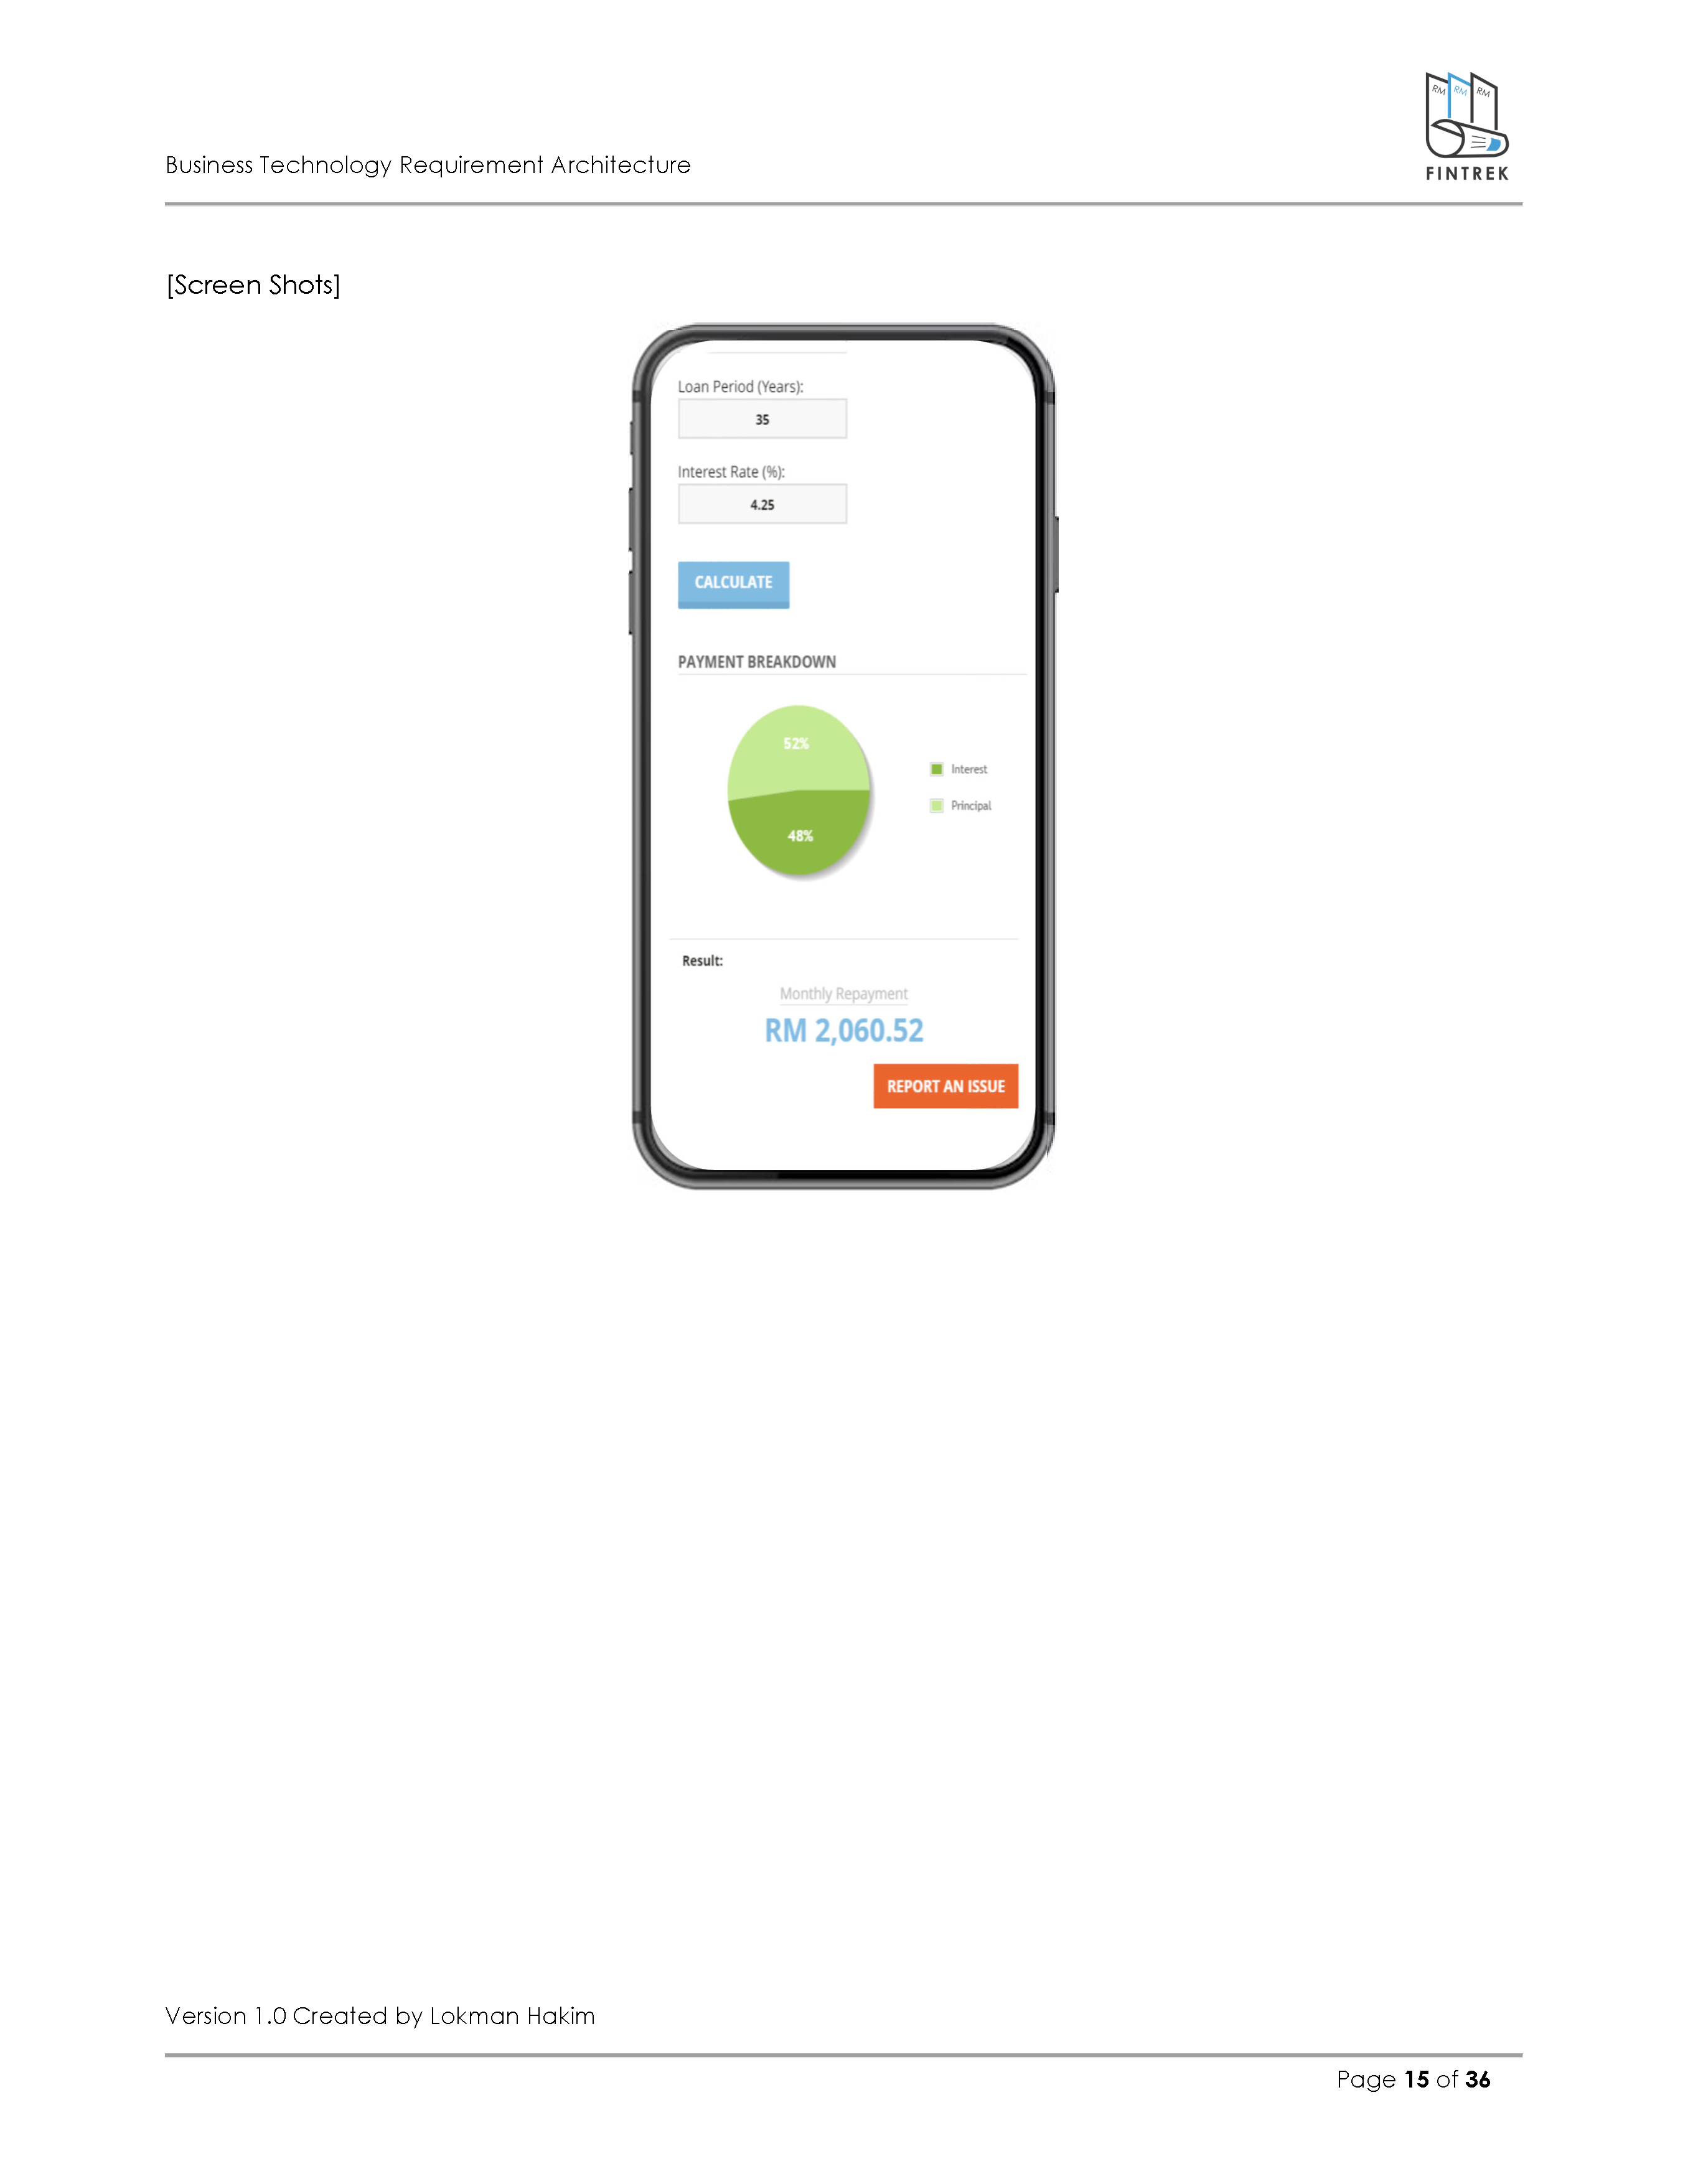 RM RM RM
FINTREK
Business Technology Requirement Architecture
[Screen Shots]
Loan Period (Years):
35
Interest Rate (%):
4.25
CALCULATE
PAYMENT BREAKDOWN
52%
48%
Interest
Principal
Result:
Monthly Repayment
RM 2,060.52
REPORT AN ISSUE
Version 1.0 Created by Lokman Hakim
Page 15 of 36